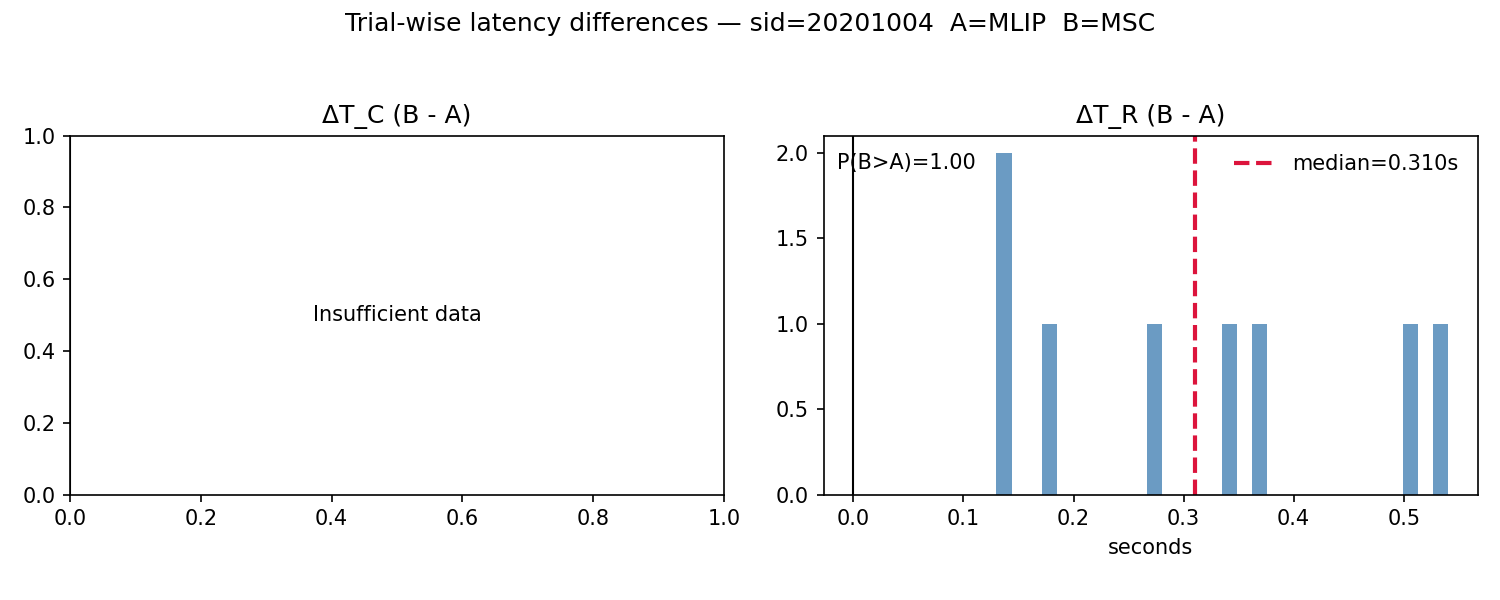 Trial-wise latency differences — sid=20201004  A=MLIP  B=MSC
ΔT_C (B - A)
1.0
0.8
0.6
0.4
0.2
0.0
Insufficient data
0.0 0.2 0.4 0.6 0.8 1.0
ΔT_R (B - A)
2.0
1.5
1.0
0.5
0.0
P(B>A)=1.00
median=0.310s
0.0 0.1 0.2 0.3 0.4 0.5
seconds